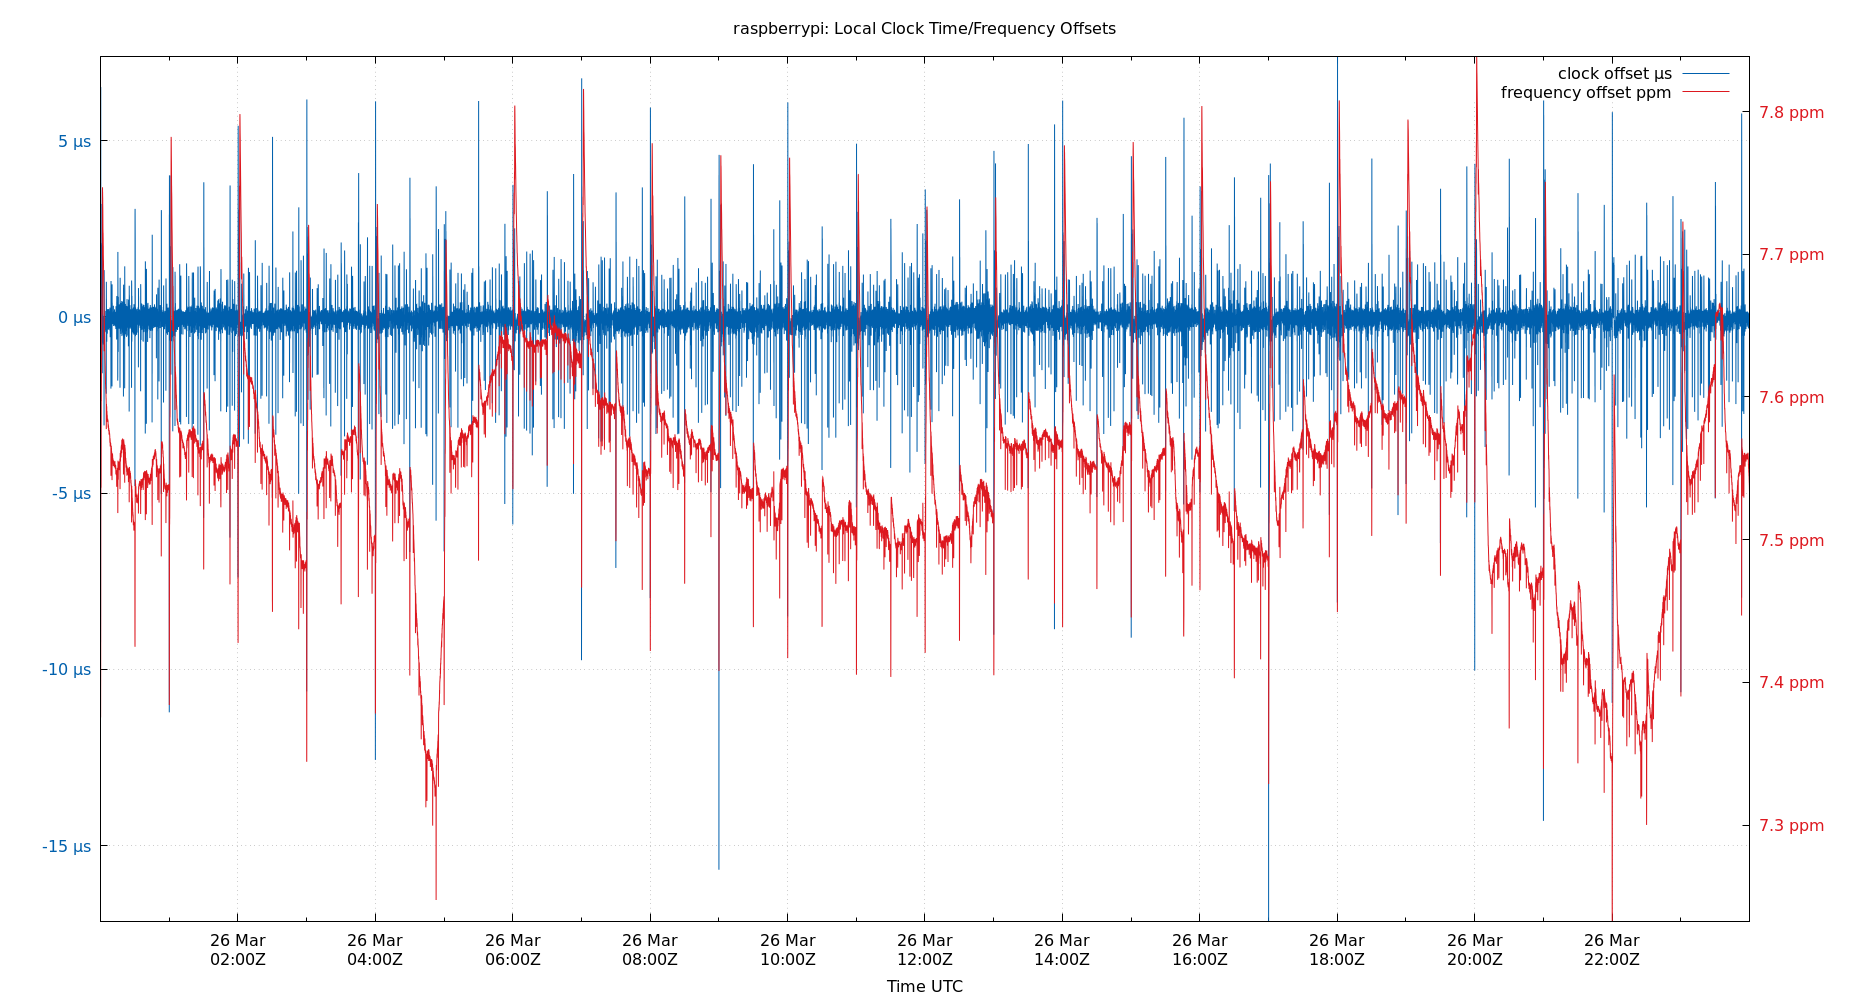 raspberrypi: Local Clock Time/Frequency Offsets
clock offset µs
frequency offset ppm
5 µs
0 µs
-5 µs
-10 µs
-15 µs
7.8 ppm
7.7 ppm
7.6 ppm
7.5 ppm
7.4 ppm
7.3 ppm
26 Mar
02:00Z
26 Mar
04:00Z
26 Mar
06:00Z
26 Mar
08:00Z
26 Mar
10:00Z
26 Mar
12:00Z
26 Mar
14:00Z
26 Mar
16:00Z
26 Mar
18:00Z
26 Mar
20:00Z
26 Mar
22:00Z
Time UTC